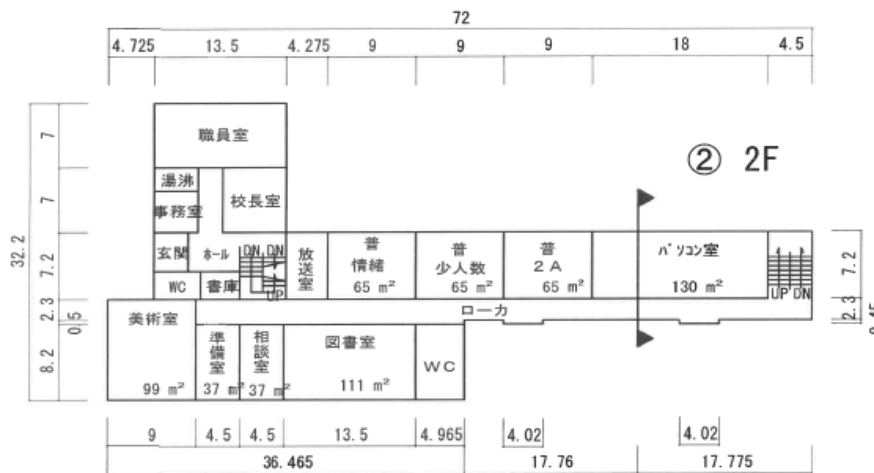 72
4.725 13.5 4.275 9 9 9 18 4.5
② 2F
32.2
7
7
7.2
2.3
0.5
8.2
職員室
湯沸
事務室
校長室
玄関
ホール
DN DN
UP
WC
書庫
放送室
普
情緒
65 m²
普
少人数
65 m²
普
2A
65 m²
パソコン室
130 m²
UP DN
7.2
2.3
0.45
ローカ
美術室
99 m²
準備室
37 m²
相談室
37 m²
図書室
111 m²
WC
9 4.5 4.5 13.5 4.965 4.02 4.02
36.465 17.76 17.775